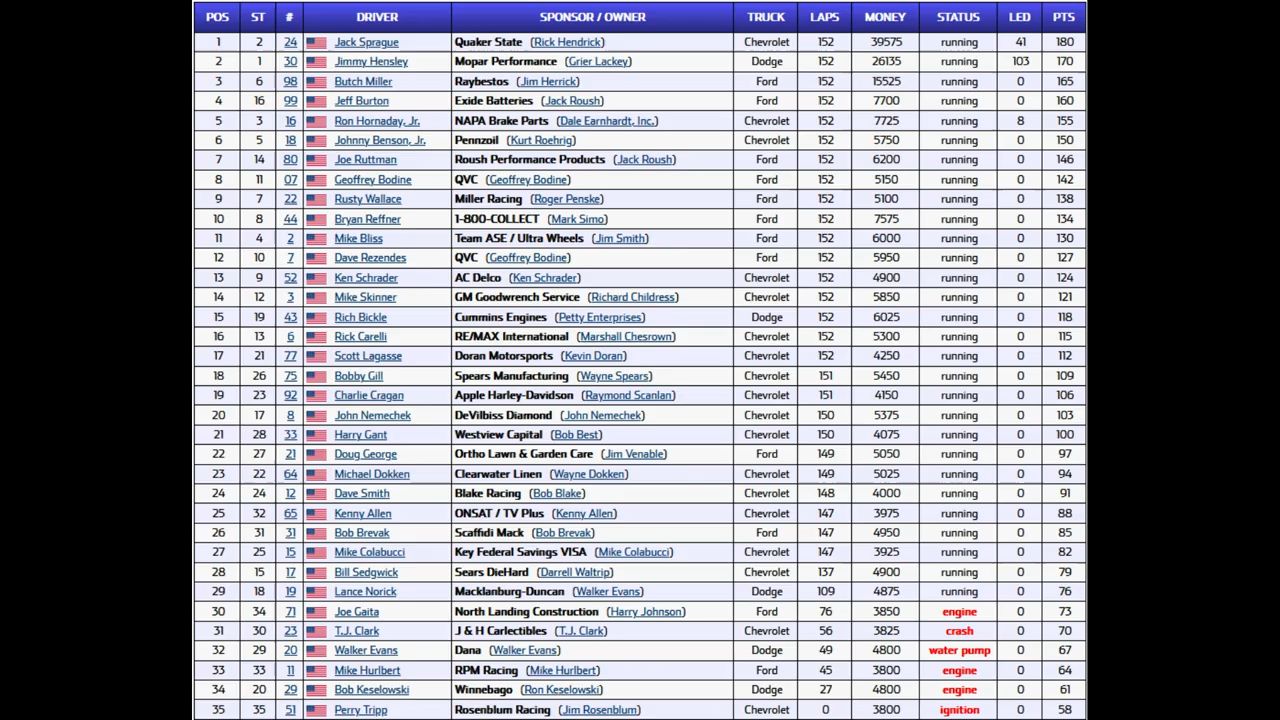 POS ST # DRIVER SPONSOR / OWNER TRUCK LAPS MONEY STATUS LED PTS
1 2 24 Jack Sprague Quaker State (Rick Hendrick) Chevrolet 152 39575 running 41 180
2 1 30 Jimmy Hensley Mopar Performance (Grier Lackey) Dodge 152 26135 running 103 170
3 6 98 Butch Miller Raybestos (Jim Herrick) Ford 152 15525 running 0 165
4 16 99 Jeff Burton Exide Batteries (Jack Roush) Ford 152 7700 running 0 160
5 3 16 Ron Hornaday, Jr. NAPA Brake Parts (Dale Earnhardt, Inc.) Chevrolet 152 7725 running 8 155
6 5 18 Johnny Benson, Jr. Pennzoil (Kurt Roehrig) Chevrolet 152 5750 running 0 150
7 14 80 Joe Ruttman Roush Performance Products (Jack Roush) Ford 152 6200 running 0 146
8 11 07 Geoffrey Bodine QVC (Geoffrey Bodine) Ford 152 5150 running 0 142
9 7 22 Rusty Wallace Miller Racing (Roger Penske) Ford 152 5100 running 0 138
10 8 44 Bryan Reffner 1-800-COLLECT (Mark Simo) Ford 152 7575 running 0 134
11 4 2 Mike Bliss Team ASE / Ultra Wheels (Jim Smith) Ford 152 6000 running 0 130
12 10 7 Dave Rezendes QVC (Geoffrey Bodine) Ford 152 5950 running 0 127
13 9 52 Ken Schrader AC Delco (Ken Schrader) Chevrolet 152 4900 running 0 124
14 12 3 Mike Skinner GM Goodwrench Service (Richard Childress) Chevrolet 152 5850 running 0 121
15 19 43 Rich Bickle Cummins Engines (Petty Enterprises) Dodge 152 6025 running 0 118
16 13 6 Rick Carelli RE/MAX International (Marshall Chesrown) Chevrolet 152 5300 running 0 115
17 21 77 Scott Lagasse Doran Motorsports (Kevin Doran) Chevrolet 152 4250 running 0 112
18 26 75 Bobby Gill Spears Manufacturing (Wayne Spears) Chevrolet 151 5450 running 0 109
19 23 92 Charlie Cragan Apple Harley-Davidson (Raymond Scanlan) Chevrolet 151 4150 running 0 106
20 17 8 John Nemechek DeVilbiss Diamond (John Nemechek) Chevrolet 150 5375 running 0 103
21 28 33 Harry Gant Westview Capital (Bob Best) Chevrolet 150 4075 running 0 100
22 27 21 Doug George Ortho Lawn & Garden Care (Jim Venable) Ford 149 5050 running 0 97
23 22 64 Michael Dokken Clearwater Linen (Wayne Dokken) Chevrolet 149 5025 running 0 94
24 24 12 Dave Smith Blake Racing (Bob Blake) Chevrolet 148 4000 running 0 91
25 32 65 Kenny Allen ONSAT / TV Plus (Kenny Allen) Chevrolet 147 3975 running 0 88
26 31 31 Bob Brevak Scaffidi Mack (Bob Brevak) Ford 147 4950 running 0 85
27 25 15 Mike Colabucci Key Federal Savings VISA (Mike Colabucci) Chevrolet 147 3925 running 0 82
28 15 17 Bill Sedgwick Sears DieHard (Darrell Waltrip) Chevrolet 137 4900 running 0 79
29 18 19 Lance Norick Macklanburg-Duncan (Walker Evans) Dodge 109 4875 running 0 76
30 34 71 Joe Gaita North Landing Construction (Harry Johnson) Ford 76 3850 engine 0 73
31 30 23 T.J. Clark J & H Carlectibles (T.J. Clark) Chevrolet 56 3825 crash 0 70
32 29 20 Walker Evans Dana (Walker Evans) Dodge 49 4800 water pump 0 67
33 33 11 Mike Hurlbert RPM Racing (Mike Hurlbert) Ford 45 3800 engine 0 64
34 20 29 Bob Keselowski Winnebago (Ron Keselowski) Dodge 27 4800 engine 0 61
35 35 51 Perry Tripp Rosenblum Racing (Jim Rosenblum) Chevrolet 0 3800 ignition 0 58